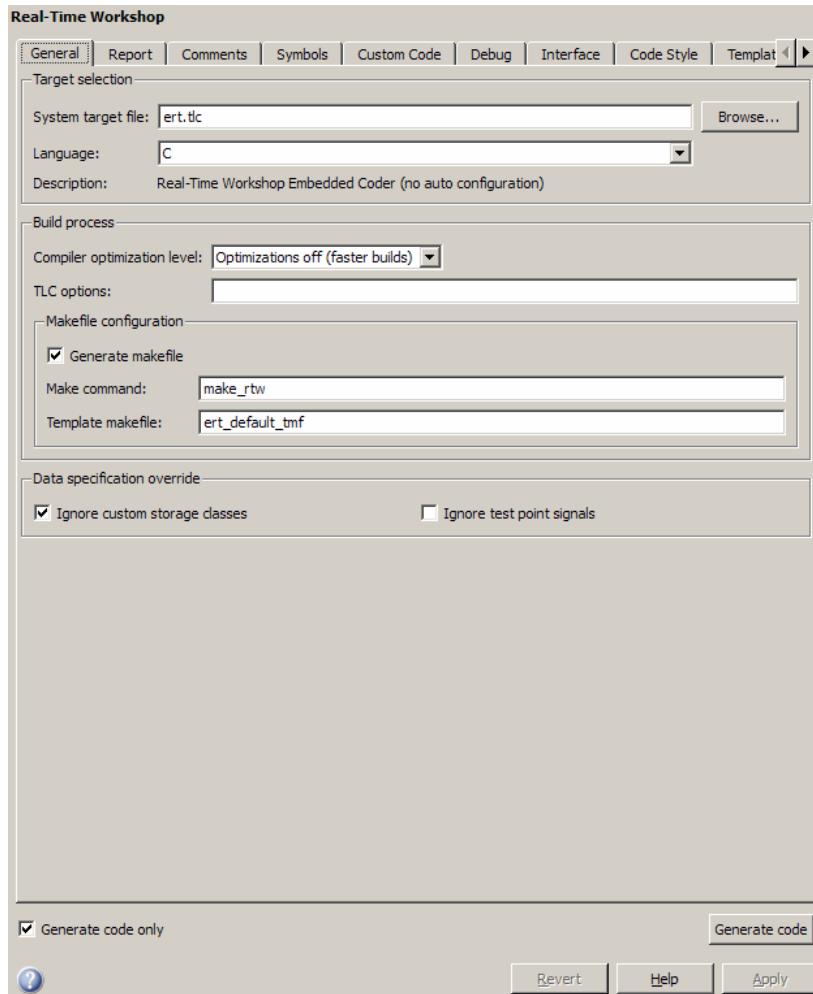 Real-Time Workshop
General Report Comments Symbols Custom Code Debug Interface Code Style Templat
Target selection
System target file: ert.tlc Browse...
Language: C
Description: Real-Time Workshop Embedded Coder (no auto configuration)
Build process
Compiler optimization level: Optimizations off (faster builds)
TLC options:
Makefile configuration
Generate makefile
Make command: make_rtw
Template makefile: ert_default_tmf
Data specification override
Ignore custom storage classes Ignore test point signals
Generate code only Generate code
? Revert Help Apply